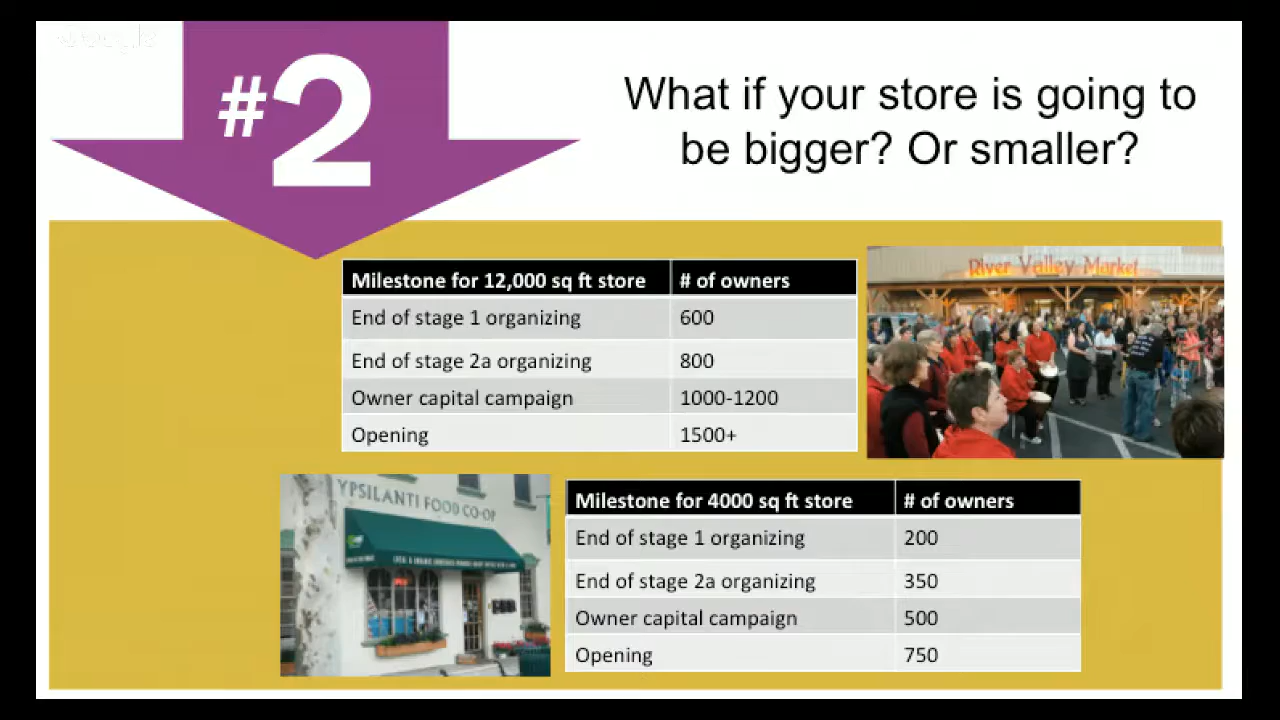 #2
What if your store is going to
be bigger? Or smaller?
Milestone for 12,000 sq ft store # of owners
End of stage 1 organizing 600
End of stage 2a organizing 800
Owner capital campaign 1000-1200
Opening 1500+
River Valley Market
YPSILANTI FOOD CO-OP
Milestone for 4000 sq ft store # of owners
End of stage 1 organizing 200
End of stage 2a organizing 350
Owner capital campaign 500
Opening 750